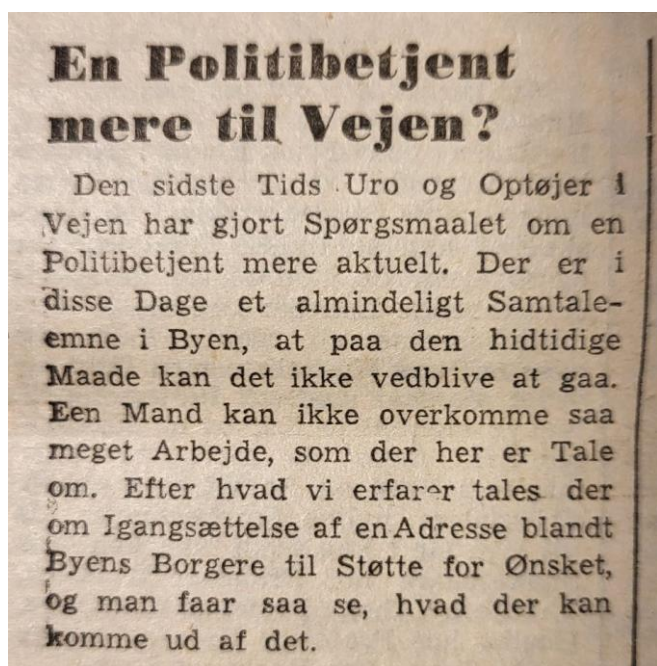 En Politibetjent
mere til Vejen?
Den sidste Tids Uro og Optøjer i
Vejen har gjort Spørgsmaalet om en
Politibetjent mere aktuelt. Der er i
disse Dage et almindeligt Samtale-
emne i Byen, at paa den hidtidige
Maade kan det ikke vedblive at gaa.
Een Mand kan ikke overkomme saa
meget Arbejde, som der her er Tale
om. Efter hvad vi erfarer tales der
om Igangsættelse af en Adresse blandt
Byens Borgere til Støtte for Ønsket,
og man faar saa se, hvad der kan
komme ud af det.